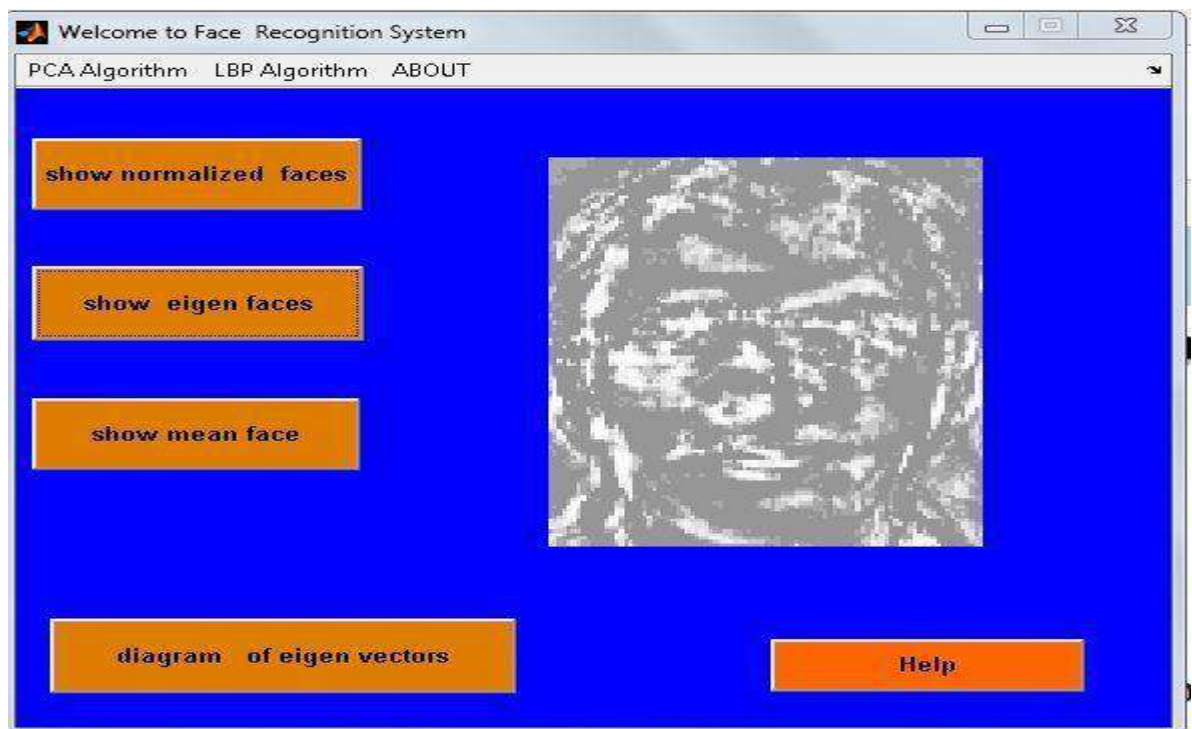 Welcome to Face Recognition System
PCA Algorithm LBP Algorithm ABOUT
show normalized faces
show eigen faces
show mean face
diagram of eigen vectors
Help